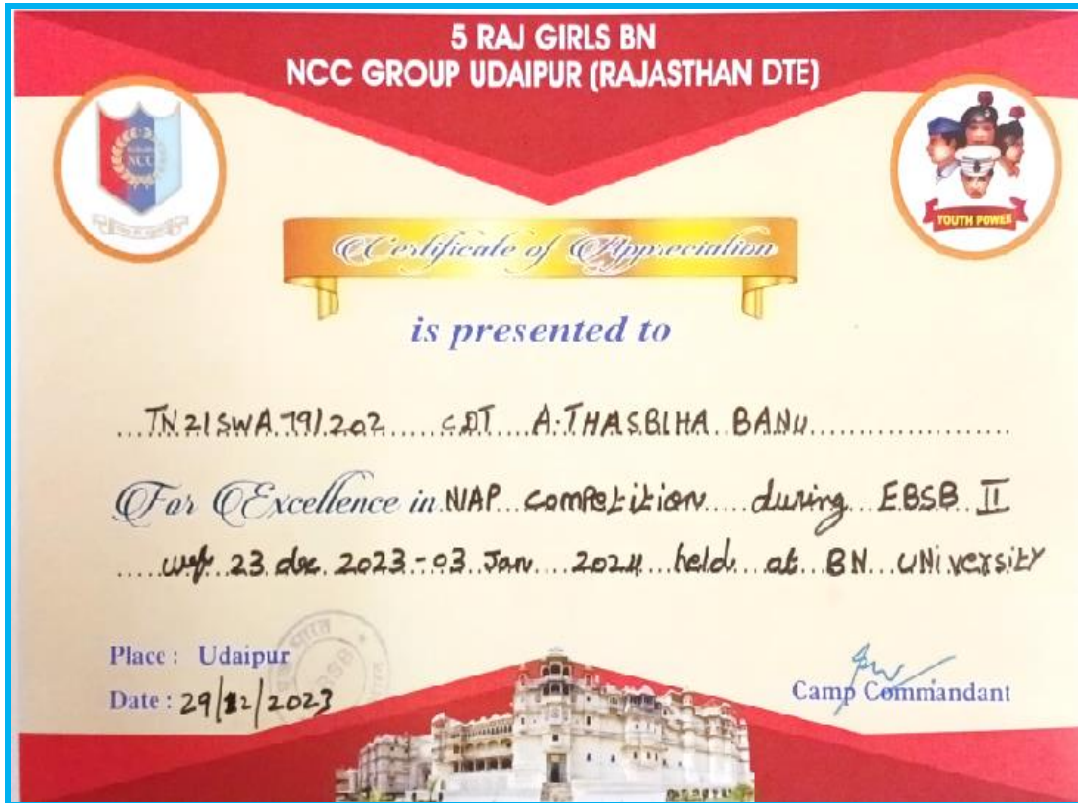 5 RAJ GIRLS BN
NCC GROUP UDAIPUR (RAJASTHAN DTE)
NCC
YOUTH POWER
Certificate of Appreciation
is presented to
TN21SWA791202 CDT A.THASBIHA BANU
For Excellence in NAP competition during EBSB II
wef 23 dec 2023-03 Jan 2024 held at BN UNiversity
Place : Udaipur
Date : 29/12/2023
Camp Commandant